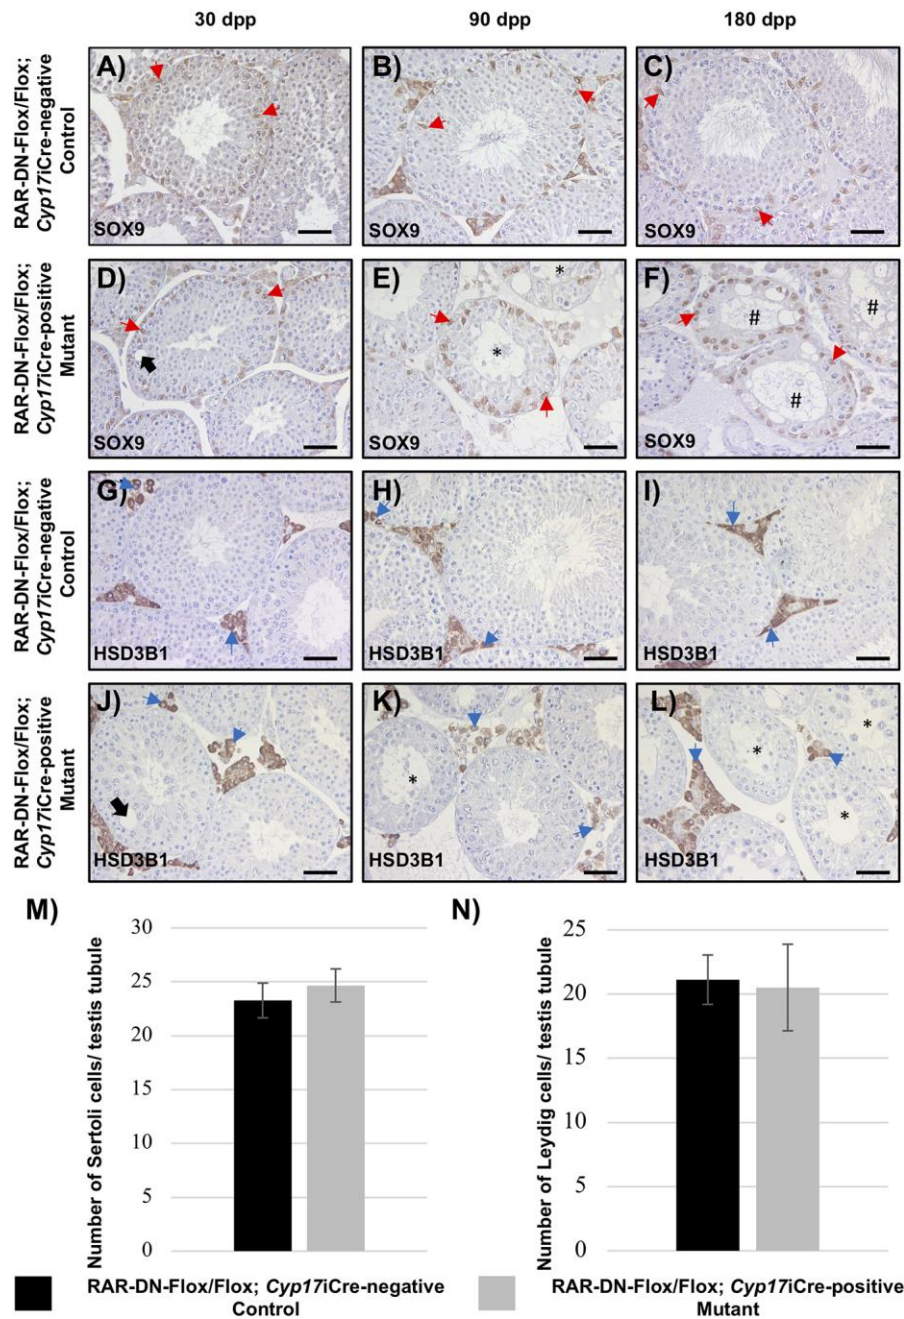 30 dpp
90 dpp
180 dpp
RAR-DN-Flox/Flox;
Cyp17iCre-negative
Control
A)
SOX9
B)
SOX9
C)
SOX9
RAR-DN-Flox/Flox;
Cyp17iCre-positive
Mutant
D)
SOX9
E)
*
*
SOX9
F)
#
#
#
SOX9
RAR-DN-Flox/Flox;
Cyp17iCre-negative
Control
G)
HSD3B1
H)
HSD3B1
I)
HSD3B1
RAR-DN-Flox/Flox;
Cyp17iCre-positive
Mutant
J)
HSD3B1
K)
*
HSD3B1
L)
*
*
*
HSD3B1
M)
Number of Sertoli cells/ testis tubule
30
25
20
15
10
5
0
N)
Number of Leydig cells/ testis tubule
25
20
15
10
5
0
RAR-DN-Flox/Flox; Cyp17iCre-negative
Control
RAR-DN-Flox/Flox; Cyp17iCre-positive
Mutant